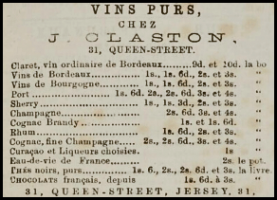 VINS PURS,
CHEZ
J. CLASTON,
31, QUEEN-STREET.
Claret, vin ordinaire de Bordeaux......9d. et 10d. la bo
Vins de Bordeaux......1s., 1s. 6d., 2s. et 3s. "
Vins de Bourgogne......1s., 1s. 6d., 2s. et 3s. "
Port......1s. 6d. 2s., 2s. 6d. 3s. et 4s. "
Sherry......1s., 1s. 3d., 2s. et 3s. "
Champagne......2s. 6d. 3s. et 4s. "
Cognac Brandy......1s. et 1s. 6d. "
Rhum......1s. 6d. et 2s. "
Cognac, fine Champagne......2s., 2s. 6d., 3s. et 4s. "
Curaçao et Liqueurs choisies......1s "
Eau-de-vie de France......2s. le pot.
THÉS noirs, purs......1s. 6, 2s., 2s. 6d. et 3s. la livre
CHOCOLATS français, depuis......1s. 6d. à 3s. "
31, QUEEN-STREET, JERSEY, 31.